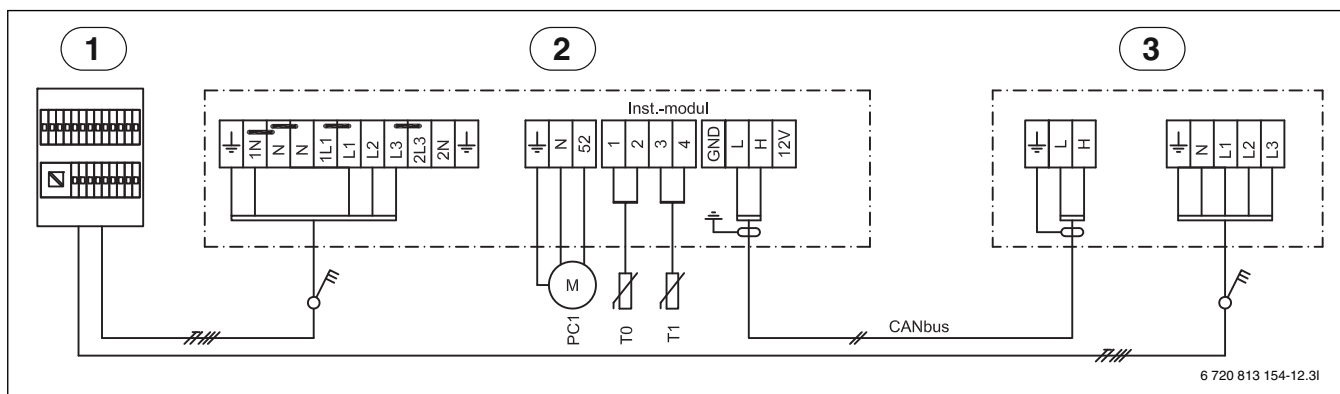 1
2
3
Inst.-modul
1N N N 1L1 L1 L2 L3 2L3 2N
N 52
1 2 3 4
GND L H 12V
L H
N L1 L2 L3
M
PC1
T0
T1
CANbus
6 720 813 154-12.3I